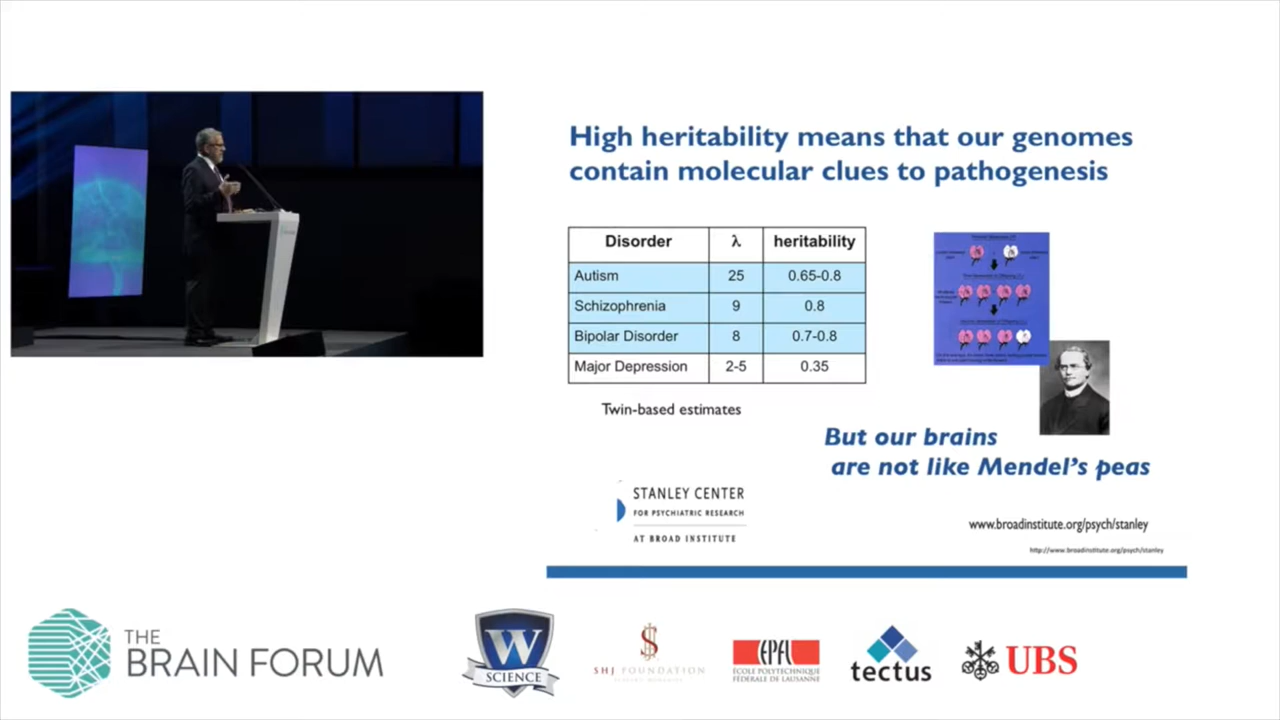 High heritability means that our genomes
contain molecular clues to pathogenesis
Disorder λ heritability
Autism 25 0.65-0.8
Schizophrenia 9 0.8
Bipolar Disorder 8 0.7-0.8
Major Depression 2-5 0.35
Twin-based estimates
But our brains
are not like Mendel's peas
STANLEY CENTER
FOR PSYCHIATRIC RESEARCH
AT BROAD INSTITUTE
www.broadinstitute.org/psych/stanley
http://www.broadinstitute.org/psych/stanley
THE
BRAIN FORUM
W
SCIENCE
SHJ FOUNDATION
EPFL
ÉCOLE POLYTECHNIQUE
FÉDÉRALE DE LAUSANNE
tectus
UBS